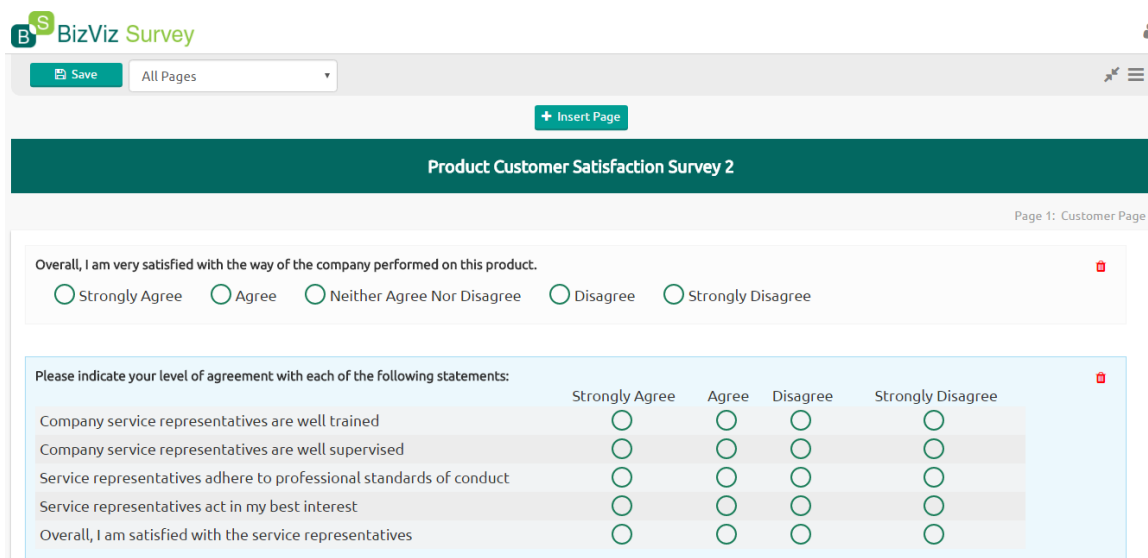 BS BizViz Survey
Save All Pages
+ Insert Page
Product Customer Satisfaction Survey 2
Page 1: Customer Page
Overall, I am very satisfied with the way of the company performed on this product.
Strongly Agree Agree Neither Agree Nor Disagree Disagree Strongly Disagree
Please indicate your level of agreement with each of the following statements:
Strongly Agree Agree Disagree Strongly Disagree
Company service representatives are well trained
Company service representatives are well supervised
Service representatives adhere to professional standards of conduct
Service representatives act in my best interest
Overall, I am satisfied with the service representatives